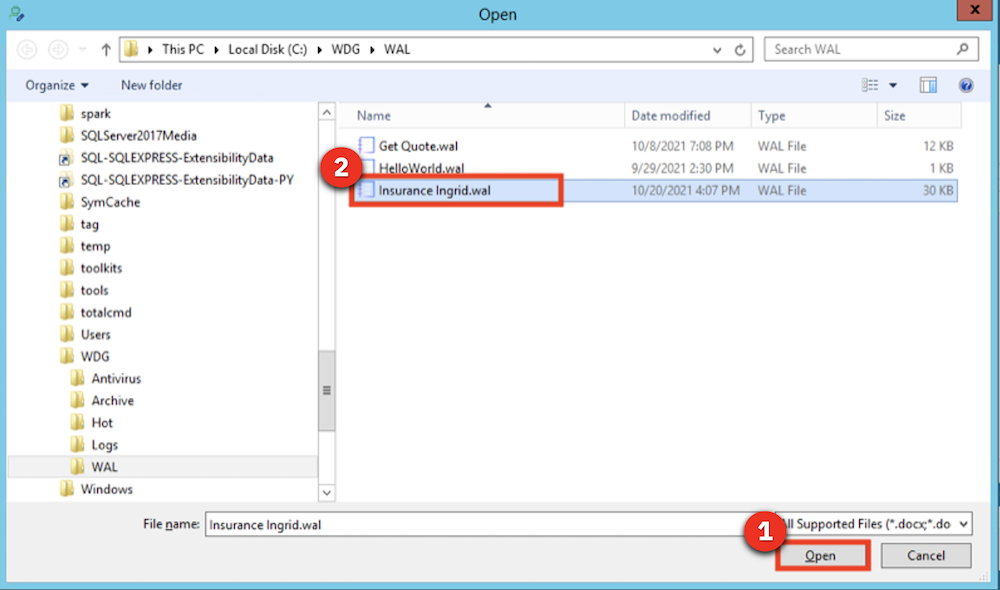 Open
This PC Local Disk (C:) WDG WAL
Search WAL
Organize New folder
spark
SQLServer2017Media
SQL-SQLEXPRESS-ExtensibilityData
SQL-SQLEXPRESS-ExtensibilityData-PY
SymCache
tag
temp
toolkits
tools
totalcmd
Users
WDG
Antivirus
Archive
Hot
Logs
WAL
Windows
Name Date modified Type Size
Get Quote.wal 10/8/2021 7:08 PM WAL File 12 KB
HelloWorld.wal 9/29/2021 2:30 PM WAL File 1 KB
2
Insurance Ingrid.wal 10/20/2021 4:07 PM WAL File 30 KB
File name: Insurance Ingrid.wal
All Supported Files (*.docx;*.do
1
Open Cancel